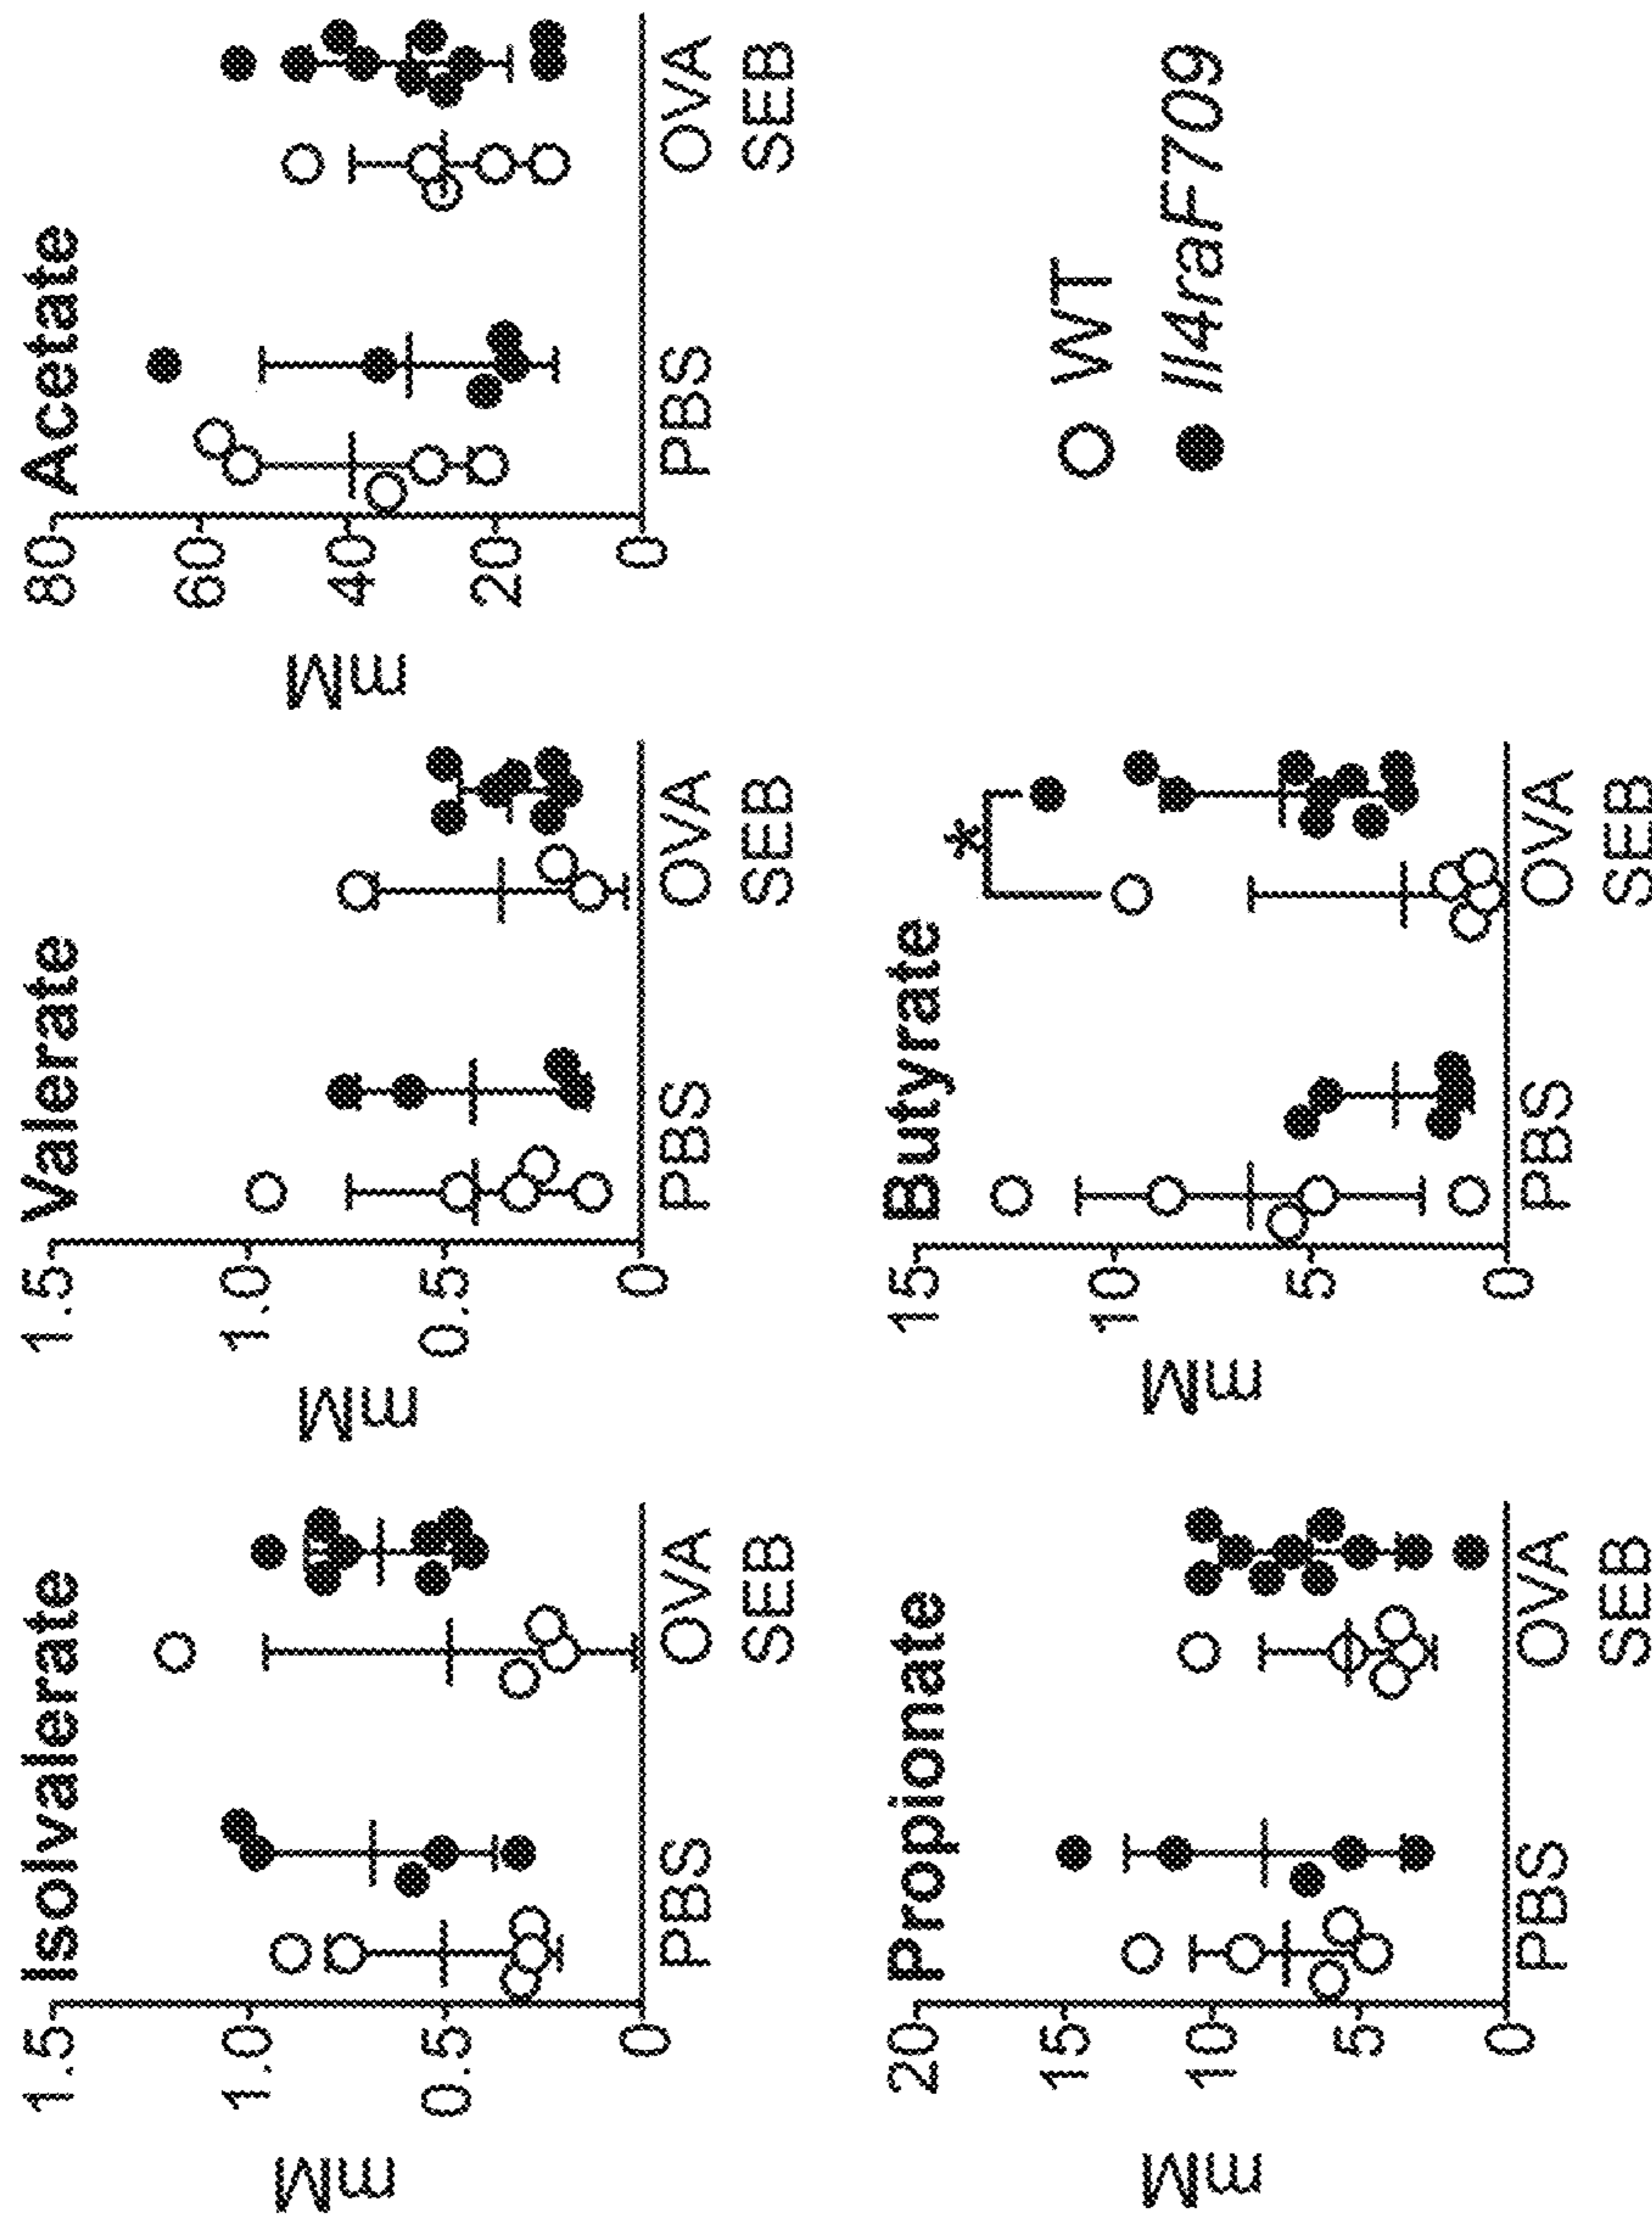 Isolvalerate
mM
1.5
1.0
0.5
0
PBS
OVA
SEB
Valerate
mM
1.5
1.0
0.5
0
PBS
OVA
SEB
Acetate
mM
80
60
40
20
0
PBS
OVA
SEB
Propionate
mM
20
15
10
5
0
PBS
OVA
SEB
Butyrate
mM
15
10
5
0
*
PBS
OVA
SEB
WT
Il4raF709